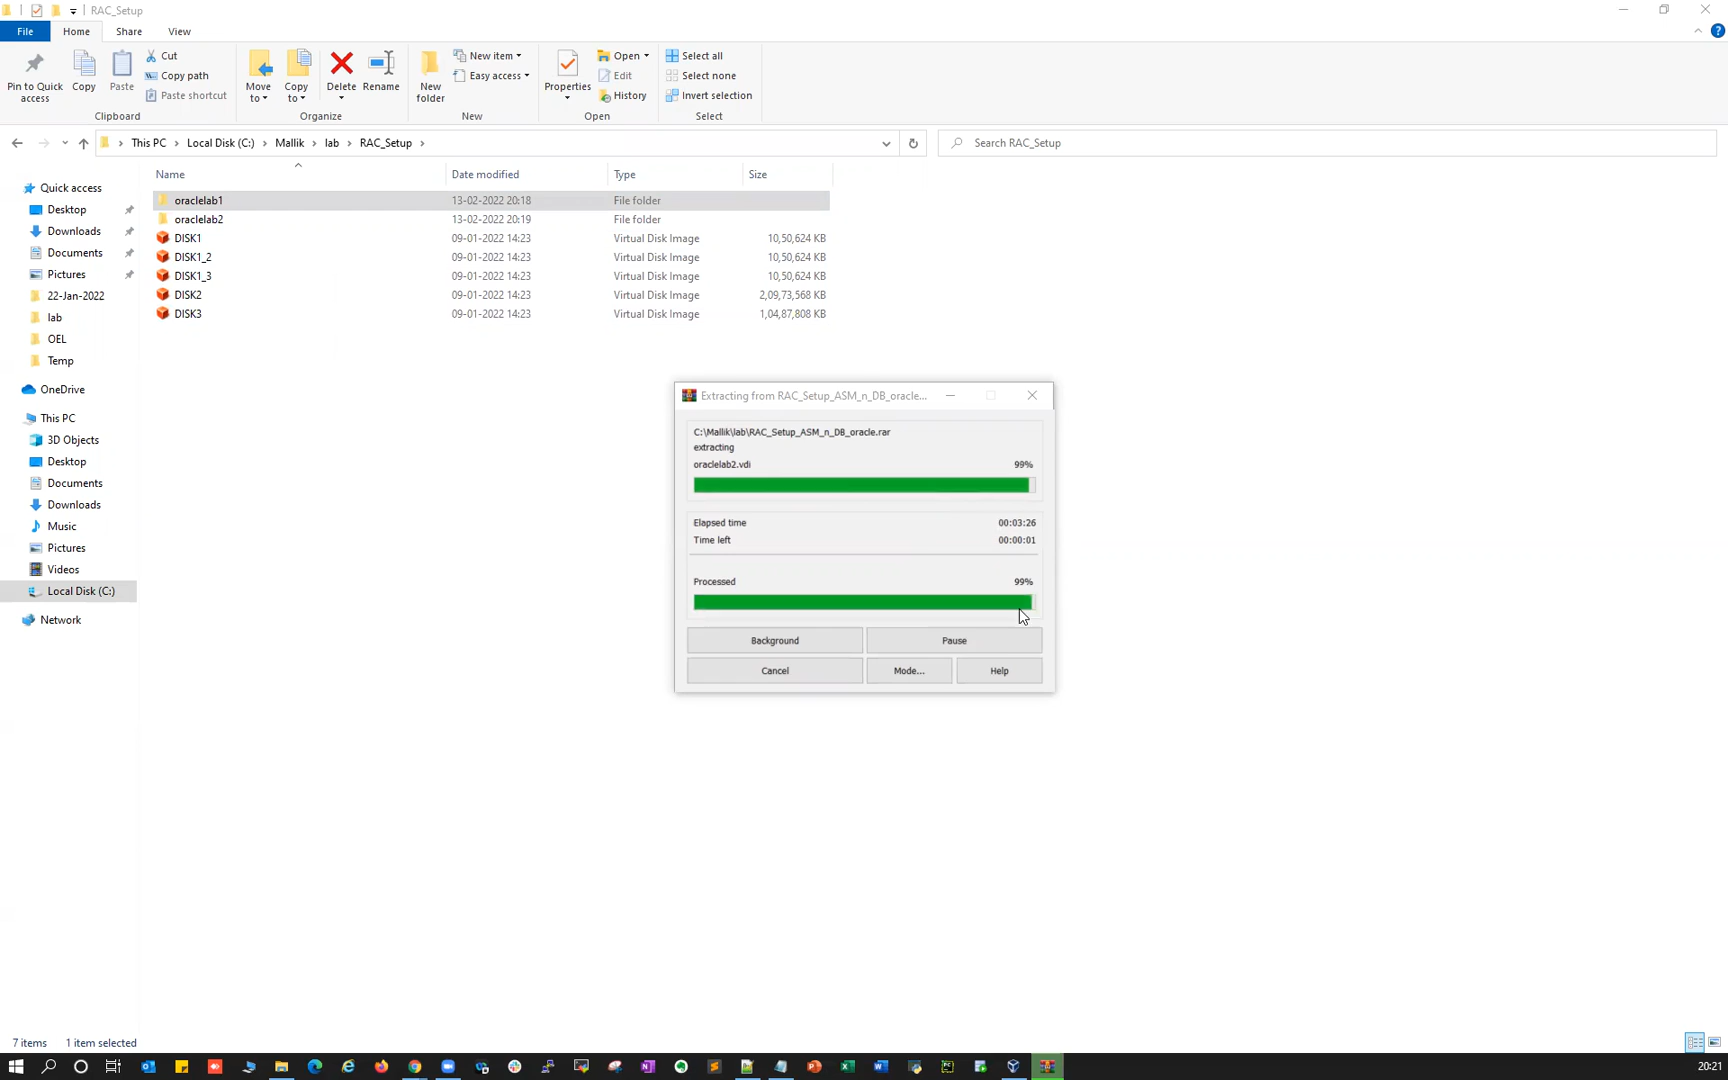 RAC_Setup
File Home Share View
Pin to Quick access
Copy
Paste
Cut
Copy path
Paste shortcut
Clipboard
Move to
Copy to
Delete
Rename
Organize
New folder
New item
Easy access
New
Properties
Open
Edit
History
Open
Select all
Select none
Invert selection
Select
This PC > Local Disk (C:) > Mallik > lab > RAC_Setup >
Search RAC_Setup
Name Date modified Type Size
oraclelab1 13-02-2022 20:18 File folder
oraclelab2 13-02-2022 20:19 File folder
DISK1 09-01-2022 14:23 Virtual Disk Image 10,50,624 KB
DISK1_2 09-01-2022 14:23 Virtual Disk Image 10,50,624 KB
DISK1_3 09-01-2022 14:23 Virtual Disk Image 10,50,624 KB
DISK2 09-01-2022 14:23 Virtual Disk Image 2,09,73,568 KB
DISK3 09-01-2022 14:23 Virtual Disk Image 1,04,87,808 KB
Quick access
Desktop
Downloads
Documents
Pictures
22-Jan-2022
lab
OEL
Temp
OneDrive
This PC
3D Objects
Desktop
Documents
Downloads
Music
Pictures
Videos
Local Disk (C:)
Network
Extracting from RAC_Setup_ASM_n_DB_oracle...
C:\Mallik\lab\RAC_Setup_ASM_n_DB_oracle.rar
extracting
oraclelab2.vdi 99%
Elapsed time 00:03:26
Time left 00:00:01
Processed 99%
Background Pause
Cancel Mode... Help
7 items 1 item selected
20:21